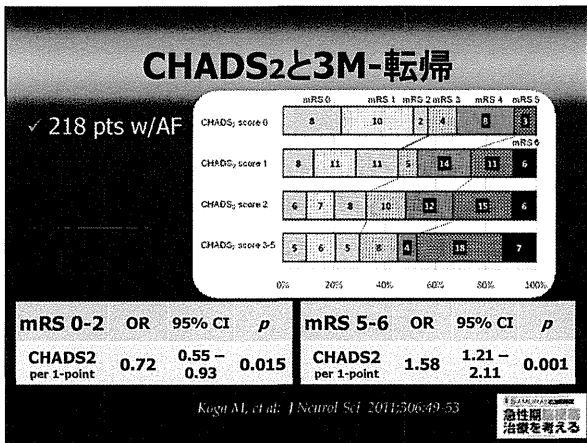 CHADS2と3M-転帰
✓ 218 pts w/AF
mRS 0 mRS 1 mRS 2 mRS 3 mRS 4 mRS 5
CHADS2 score 0 8 10 2 4 8 3
mRS 6
CHADS2 score 1 8 11 11 5 14 11 6
CHADS2 score 2 6 7 8 10 12 15 6
CHADS2 score 3-5 5 6 5 8 4 18 7
0% 20% 40% 60% 80% 100%
mRS 0-2 OR 95% CI p
CHADS2 per 1-point 0.72 0.55 – 0.93 0.015
mRS 5-6 OR 95% CI p
CHADS2 per 1-point 1.58 1.21 – 2.11 0.001
Koga M, et al: J Neurol Sci 2011;306:49-53
SAMURAI
急性期
治療を考える